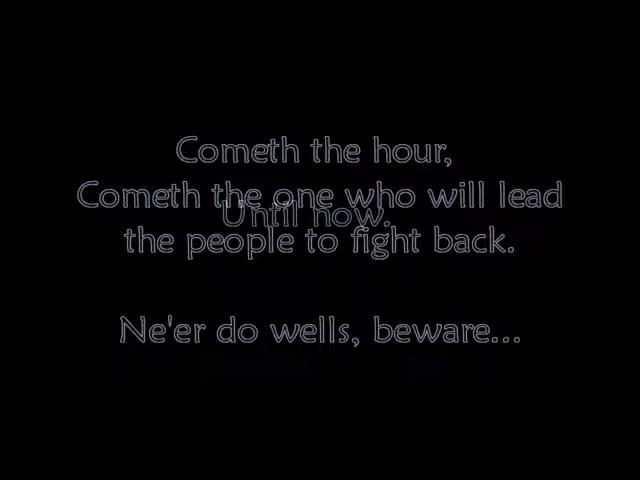 Cometh the hour,
Cometh the one who will lead
Until now.
the people to fight back.
Ne'er do wells, beware...